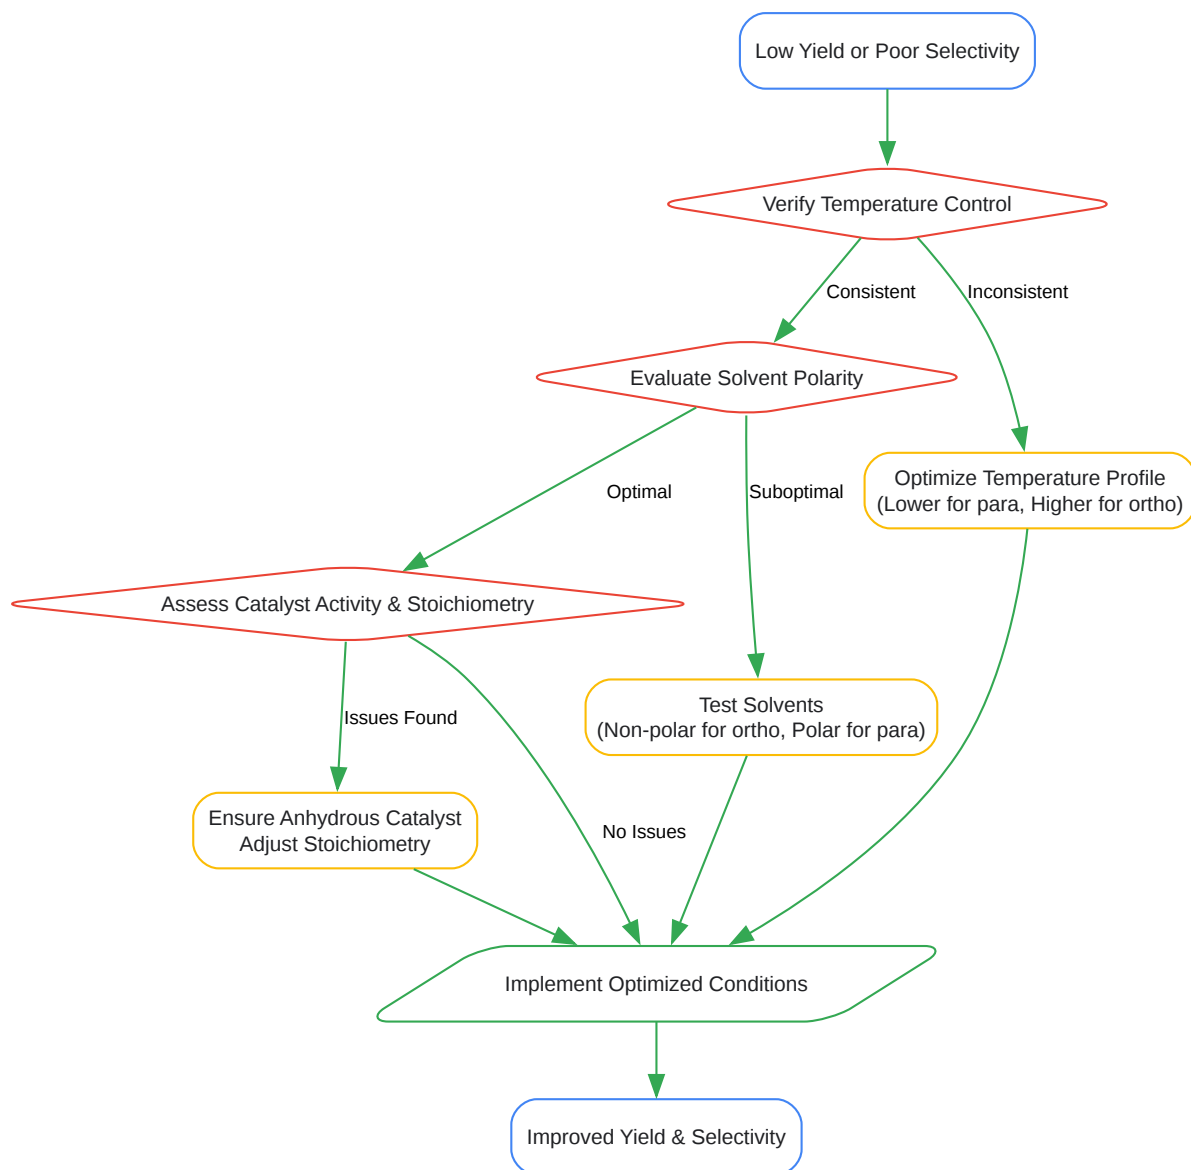 Low Yield or Poor Selectivity
Verify Temperature Control
Consistent
Inconsistent
Evaluate Solvent Polarity
Optimize Temperature Profile
(Lower for para, Higher for ortho)
Optimal
Suboptimal
Assess Catalyst Activity & Stoichiometry
Test Solvents
(Non-polar for ortho, Polar for para)
Issues Found
Ensure Anhydrous Catalyst
Adjust Stoichiometry
No Issues
Implement Optimized Conditions
Improved Yield & Selectivity